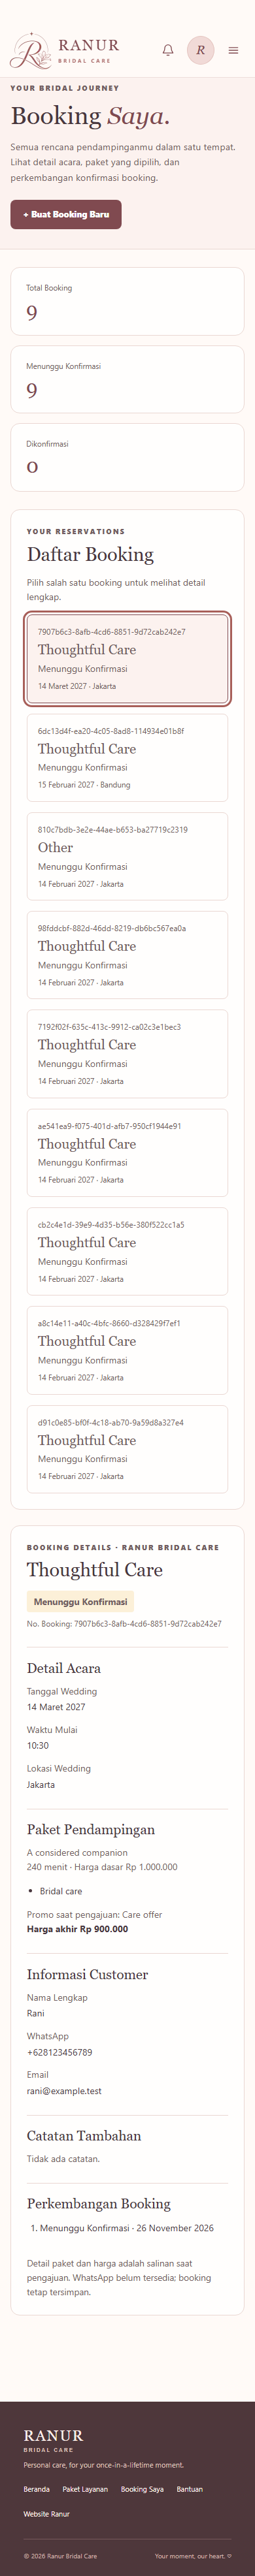 RANUR
BRIDAL CARE
R
YOUR BRIDAL JOURNEY
Booking Saya.
Semua rencana pendampinganmu dalam satu tempat.
Lihat detail acara, paket yang dipilih, dan
perkembangan konfirmasi booking.
+ Buat Booking Baru
Total Booking
9
Menunggu Konfirmasi
9
Dikonfirmasi
0
YOUR RESERVATIONS
Daftar Booking
Pilih salah satu booking untuk melihat detail
lengkap.
7907b6c3-8afb-4cd6-8851-9d72cab242e7
Thoughtful Care
Menunggu Konfirmasi
14 Maret 2027 · Jakarta
6dc13d4f-ea20-4c05-8ad8-114934e01b8f
Thoughtful Care
Menunggu Konfirmasi
15 Februari 2027 · Bandung
810c7bdb-3e2e-44ae-b653-ba27719c2319
Other
Menunggu Konfirmasi
14 Februari 2027 · Jakarta
98fddcbf-882d-46dd-8219-db6bc567ea0a
Thoughtful Care
Menunggu Konfirmasi
14 Februari 2027 · Jakarta
7192f02f-635c-413c-9912-ca02c3e1bec3
Thoughtful Care
Menunggu Konfirmasi
14 Februari 2027 · Jakarta
ae541ea9-f075-401d-afb7-950cf1944e91
Thoughtful Care
Menunggu Konfirmasi
14 Februari 2027 · Jakarta
cb2c4e1d-39e9-4d35-b56e-380f522cc1a5
Thoughtful Care
Menunggu Konfirmasi
14 Februari 2027 · Jakarta
a8c14e11-a40c-4bfc-8660-d328429f7ef1
Thoughtful Care
Menunggu Konfirmasi
14 Februari 2027 · Jakarta
d91c0e85-bf0f-4c18-ab70-9a59d8a327e4
Thoughtful Care
Menunggu Konfirmasi
14 Februari 2027 · Jakarta
BOOKING DETAILS · RANUR BRIDAL CARE
Thoughtful Care
Menunggu Konfirmasi
No. Booking: 7907b6c3-8afb-4cd6-8851-9d72cab242e7
Detail Acara
Tanggal Wedding
14 Maret 2027
Waktu Mulai
10:30
Lokasi Wedding
Jakarta
Paket Pendampingan
A considered companion
240 menit · Harga dasar Rp 1.000.000
• Bridal care
Promo saat pengajuan: Care offer
Harga akhir Rp 900.000
Informasi Customer
Nama Lengkap
Rani
WhatsApp
+628123456789
Email
rani@example.test
Catatan Tambahan
Tidak ada catatan.
Perkembangan Booking
1. Menunggu Konfirmasi · 26 November 2026
Detail paket dan harga adalah salinan saat
pengajuan. WhatsApp belum tersedia; booking
tetap tersimpan.
RANUR
BRIDAL CARE
Personal care, for your once-in-a-lifetime moment.
Beranda Paket Layanan Booking Saya Bantuan
Website Ranur
© 2026 Ranur Bridal Care Your moment, our heart. ♡